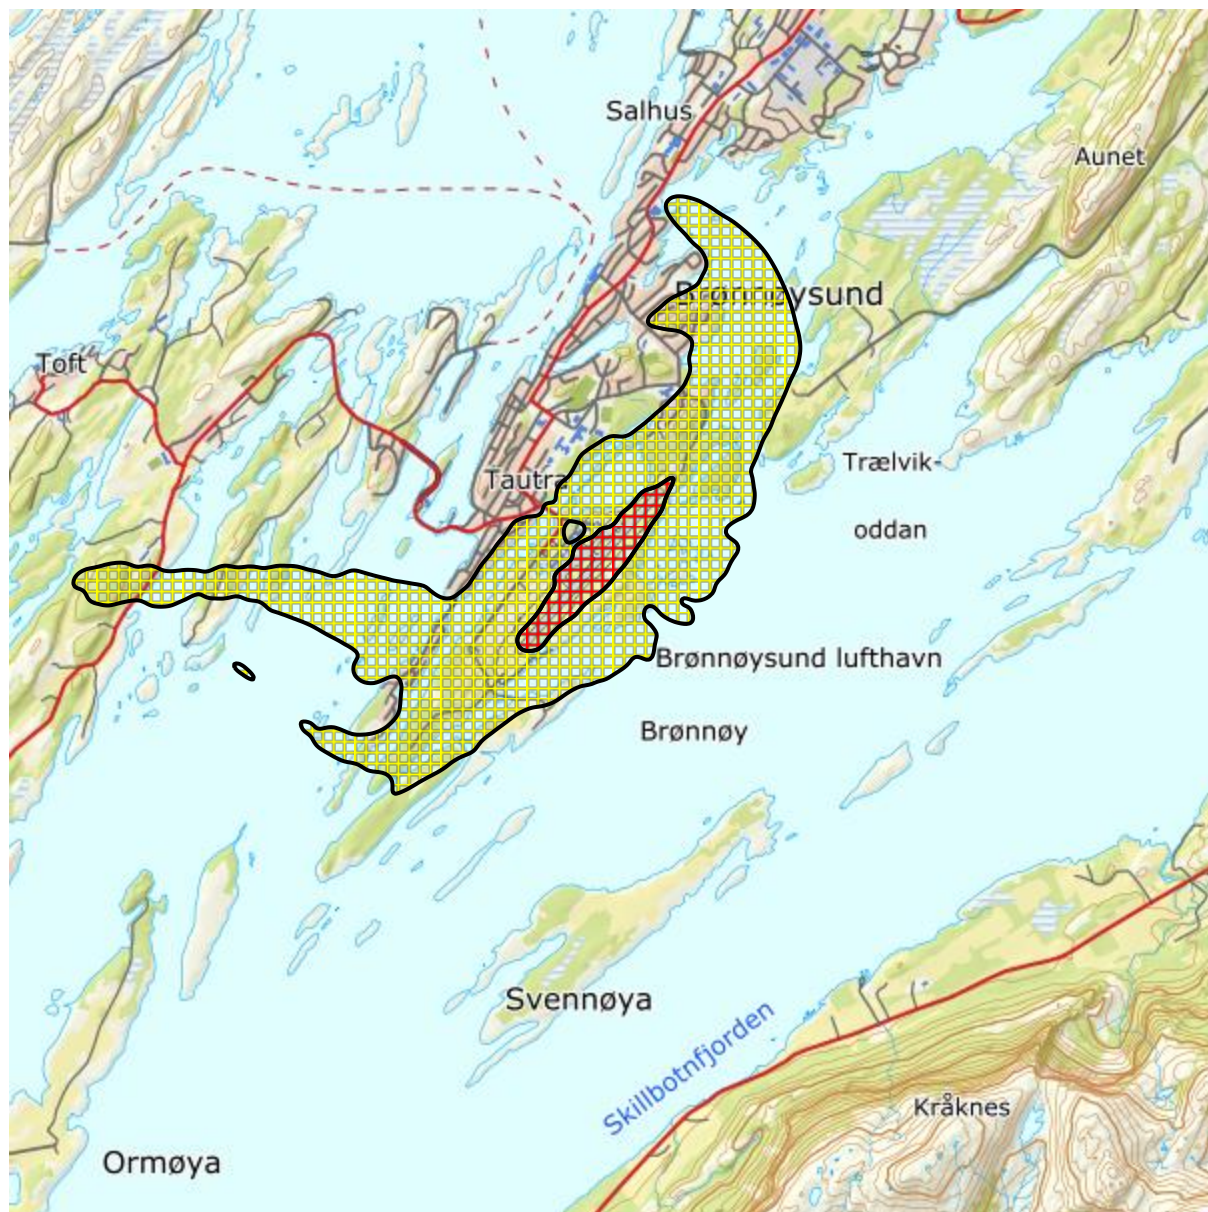 Salhus
Aunet
Brønnøysund
Toft
Trælvik-
oddan
Tautra
Brønnøysund lufthavn
Brønnøy
Svennøya
Skillbotnfjorden
Kråknes
Ormøya